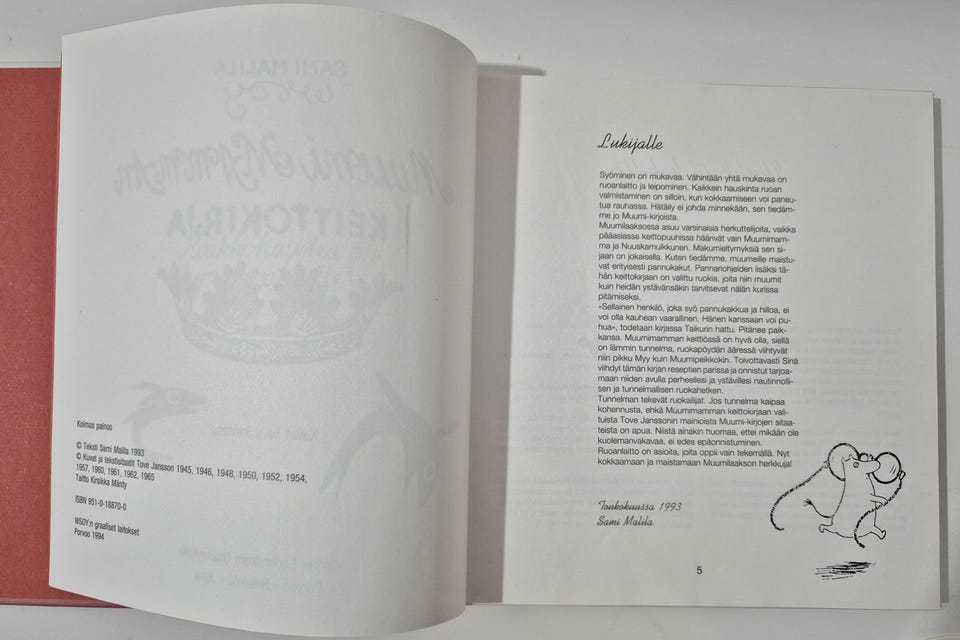 Kolmas painos
© Teksti Sami Malila 1993
© Kuvat ja tekstisitaatit Tove Jansson 1945, 1946, 1948, 1950, 1952, 1954,
1957, 1960, 1961, 1962, 1965
Taitto Kirsikka Mänty
ISBN 951-0-18870-0
WSOY:n graafiset laitokset
Porvoo 1994
Lukijalle
Syöminen on mukavaa. Vähintään yhtä mukavaa on
ruoanlaitto ja leipominen. Kaikkein hauskinta ruoan
valmistaminen on silloin, kun kokkaamiseen voi paneu-
tua rauhassa. Hätäily ei johda minnekään, sen tiedäm-
me jo Muumi-kirjoista.
Muumilaaksossa asuu varsinaisia herkuttelijoita, vaikka
pääasiassa keittopuuhissa häärivät vain Muumimam-
ma ja Nuuskamuikkunen. Makumieltymyksiä sen si-
jaan on jokaisella. Kuten tiedämme, muumeille maistu-
vat erityisesti pannukakut. Pannariohjeiden lisäksi tä-
hän keittokirjaan on valittu ruokia, joita niin muumit
kuin heidän ystävänsäkin tarvitsevat nälän kurissa
pitämiseksi.
»Sellainen henkilö, joka syö pannukakkua ja hilloa, ei
voi olla kauhean vaarallinen. Hänen kanssaan voi pu-
hua», todetaan kirjassa Taikurin hattu. Pitänee paik-
kansa. Muumimamman keittiössä on hyvä olla, siellä
on lämmin tunnelma, ruokapöydän ääressä viihtyvät
niin pikku Myy kuin Muumipeikkokin. Toivottavasti Sinä
viihdyt tämän kirjan reseptien parissa ja onnistut tarjoa-
maan niiden avulla perheellesi ja ystävillesi nautinnolli-
sen ja tunnelmallisen ruokahetken.
Tunnelman tekevät ruokailijat. Jos tunnelma kaipaa
kohennusta, ehkä Muumimamman keittokirjaan vali-
tuista Tove Janssonin mainioista Muumi-kirjojen sitaa-
teista on apua. Niistä ainakin huomaa, ettei mikään ole
kuolemanvakavaa, ei edes epäonnistuminen.
Ruoanlaitto on asioita, joita oppii vain tekemällä. Nyt
kokkaamaan ja maistamaan Muumilaakson herkkuja!
Toukokuussa 1993
Sami Malila
5